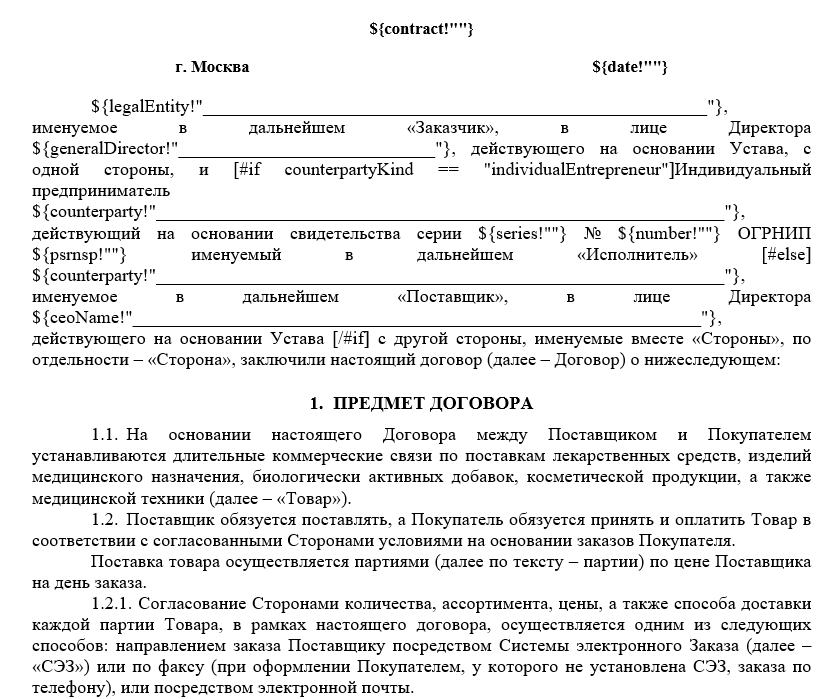 ${contract!""}
г. Москва ${date!""}
${legalEntity!"____________________________________________________________"},
именуемое в дальнейшем «Заказчик», в лице Директора
${generalDirector!"______________________________"}, действующего на основании Устава, с
одной стороны, и [#if counterpartyKind == "individualEntrepreneur"]Индивидуальный
предприниматель
${counterparty!"____________________________________________________________________"},
действующий на основании свидетельства серии ${series!""} № ${number!""} ОГРНИП
${psrnsp!""} именуемый в дальнейшем «Исполнитель» [#else]
${counterparty!"____________________________________________________________________"},
именуемое в дальнейшем «Поставщик», в лице Директора
${ceoName!"____________________________________________________________________"},
действующего на основании Устава [/#if] с другой стороны, именуемые вместе «Стороны», по
отдельности – «Сторона», заключили настоящий договор (далее – Договор) о нижеследующем:
1. ПРЕДМЕТ ДОГОВОРА
1.1. На основании настоящего Договора между Поставщиком и Покупателем
устанавливаются длительные коммерческие связи по поставкам лекарственных средств, изделий
медицинского назначения, биологически активных добавок, косметической продукции, а также
медицинской техники (далее – «Товар»).
1.2. Поставщик обязуется поставлять, а Покупатель обязуется принять и оплатить Товар в
соответствии с согласованными Сторонами условиями на основании заказов Покупателя.
Поставка товара осуществляется партиями (далее по тексту – партии) по цене Поставщика
на день заказа.
1.2.1. Согласование Сторонами количества, ассортимента, цены, а также способа доставки
каждой партии Товара, в рамках настоящего договора, осуществляется одним из следующих
способов: направлением заказа Поставщику посредством Системы электронного Заказа (далее –
«СЭЗ») или по факсу (при оформлении Покупателем, у которого не установлена СЭЗ, заказа по
телефону), или посредством электронной почты.